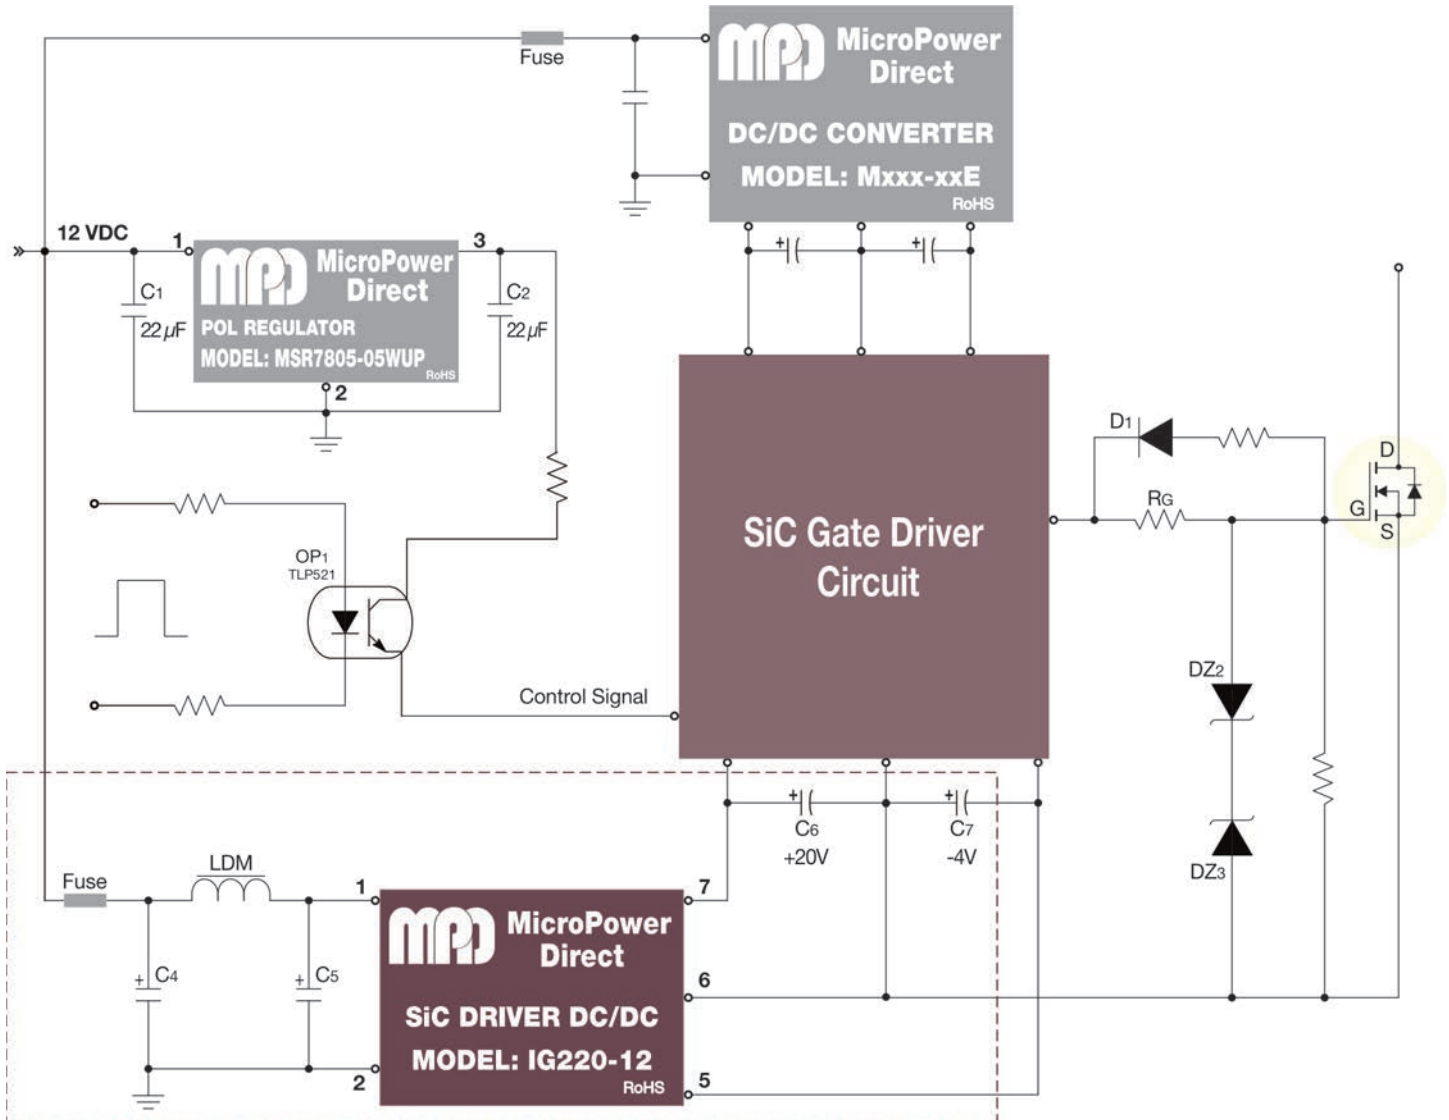 MPD MicroPower
Direct
DC/DC CONVERTER
MODEL: Mxxx-xxE
RoHS
Fuse
12 VDC
1
3
MPD MicroPower
Direct
POL REGULATOR
MODEL: MSR7805-05WUP
RoHS
2
C1
22µF
C2
22µF
OP1
TLP521
Control Signal
SiC Gate Driver
Circuit
D1
RG
D
G
S
DZ2
DZ3
+
+
+
C6
+20V
+
C7
-4V
Fuse
LDM
+
C4
+
C5
1
2
MPD MicroPower
Direct
SiC DRIVER DC/DC
MODEL: IG220-12
RoHS
7
6
5